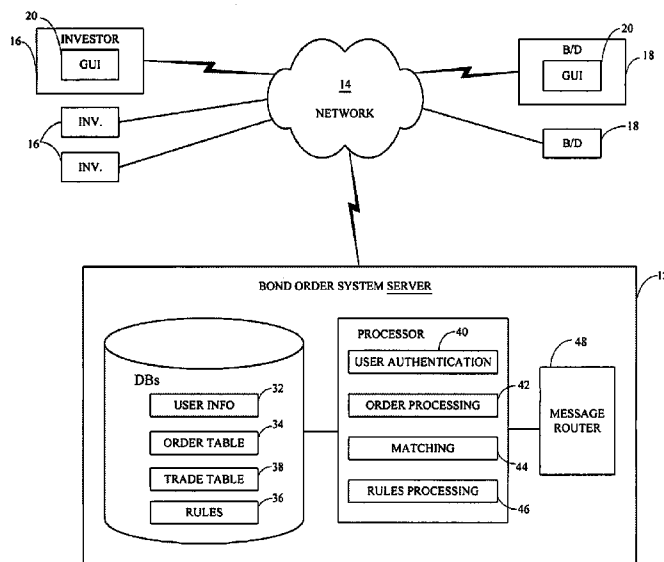 20
INVESTOR
16
GUI
14
NETWORK
20
B/D
GUI
18
INV.
16
INV.
18
B/D
BOND ORDER SYSTEM SERVER
DBs
USER INFO
32
ORDER TABLE
34
TRADE TABLE
38
RULES
36
PROCESSOR
40
USER AUTHENTICATION
ORDER PROCESSING
42
MATCHING
44
RULES PROCESSING
46
48
MESSAGE
ROUTER